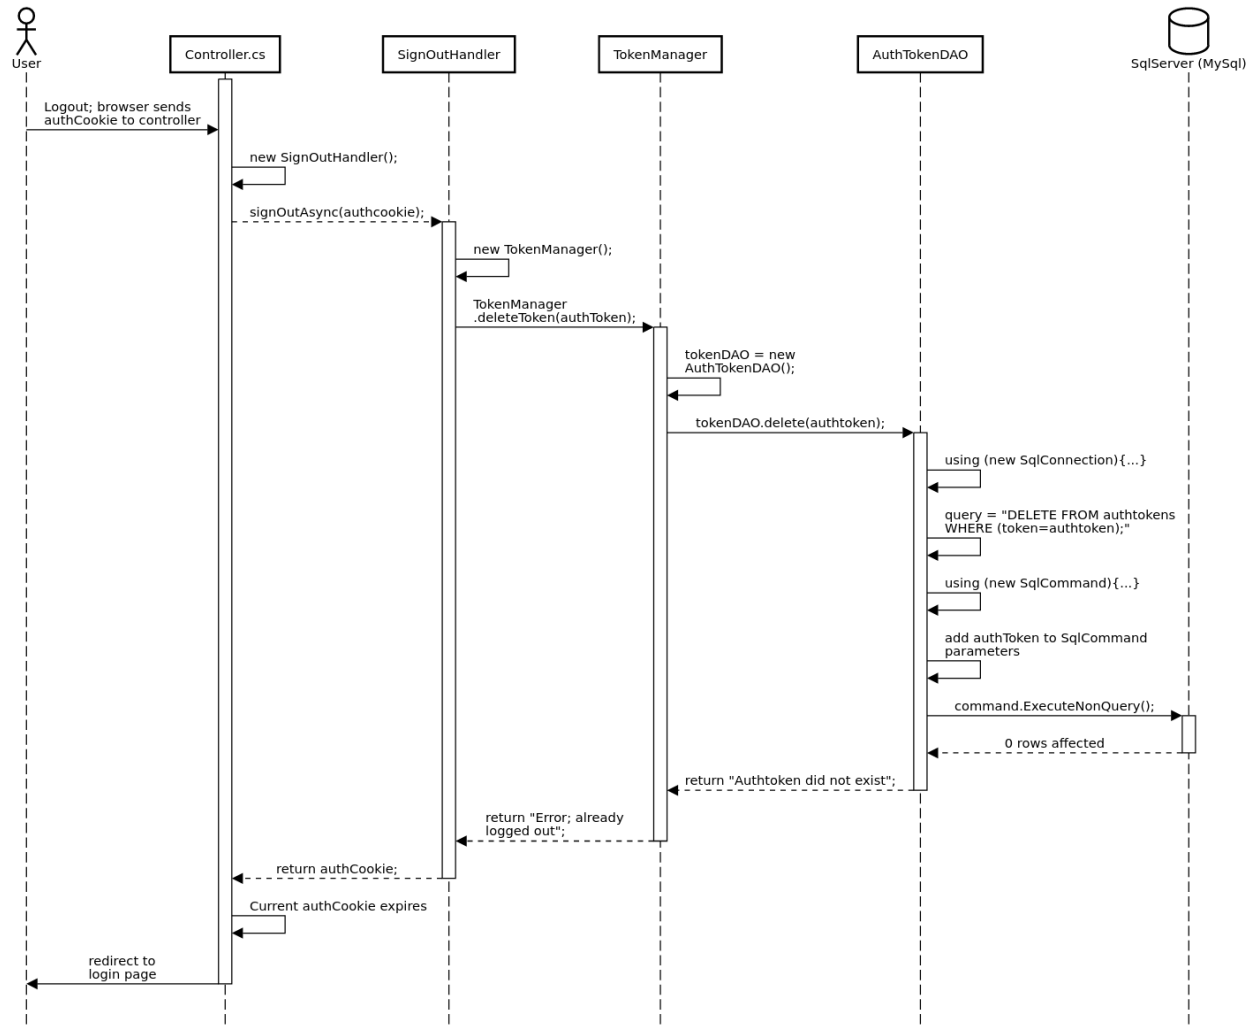 User
Controller.cs
SignOutHandler
TokenManager
AuthTokenDAO
SqlServer (MySql)
Logout; browser sends
authCookie to controller
new SignOutHandler();
signOutAsync(authcookie);
new TokenManager();
TokenManager
.deleteToken(authToken);
tokenDAO = new
AuthTokenDAO();
tokenDAO.delete(authtoken);
using (new SqlConnection){...}
query = "DELETE FROM authtokens
WHERE (token=authtoken);"
using (new SqlCommand){...}
add authToken to SqlCommand
parameters
command.ExecuteNonQuery();
0 rows affected
return "Authtoken did not exist";
return "Error; already
logged out";
return authCookie;
Current authCookie expires
redirect to
login page